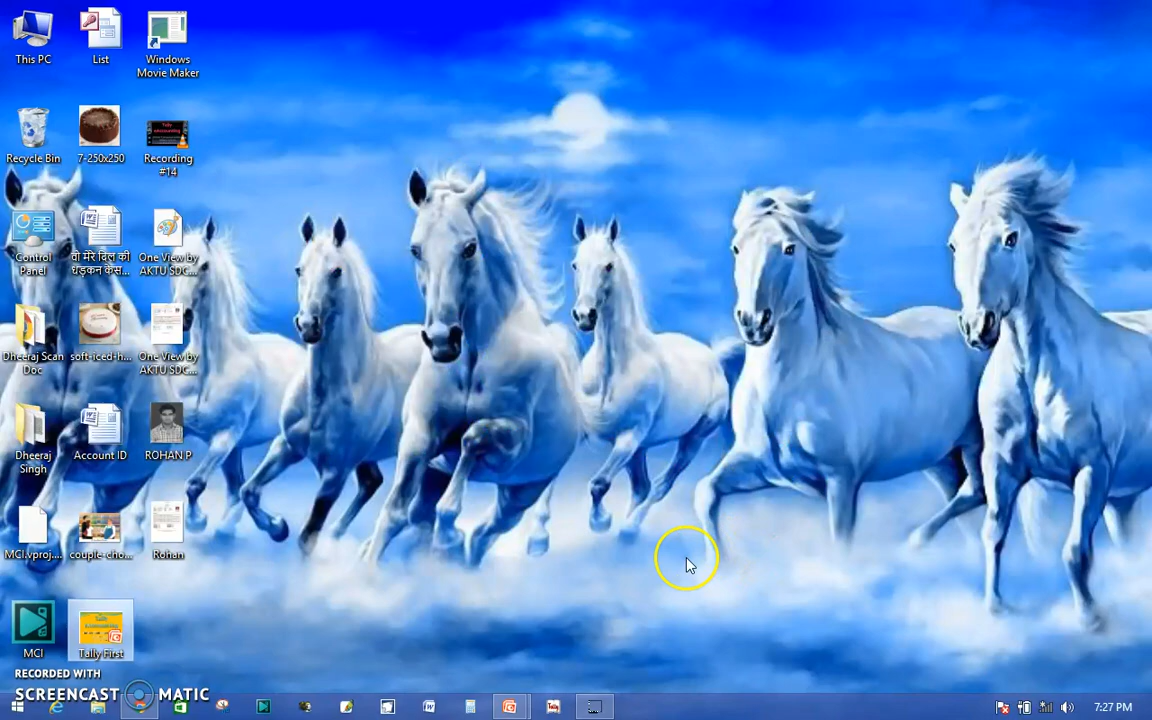 This PC
List
Windows
Movie Maker
Recycle Bin
7-250x250
Recording
#14
Control
Panel
वो मेरे दिल की
धड़कन केस...
One View by
AKTU SDC...
Dheeraj Scan
Doc
soft-iced-h...
One View by
AKTU SDC...
Dheeraj
Singh
Account ID
ROHAN P
MCI.vproj....
couple-cho...
Rohan
MCI
Tally First
RECORDED WITH
SCREENCAST MATIC
7:27 PM